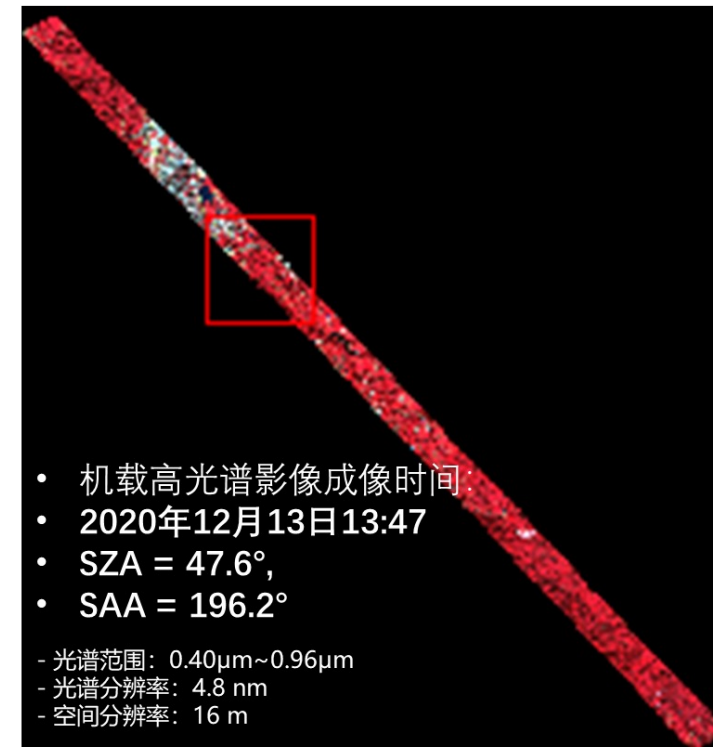 • 机载高光谱影像成像时间:
• 2020年12月13日13:47
• SZA = 47.6°,
• SAA = 196.2°
- 光谱范围：0.40μm~0.96μm
- 光谱分辨率：4.8 nm
- 空间分辨率：16 m